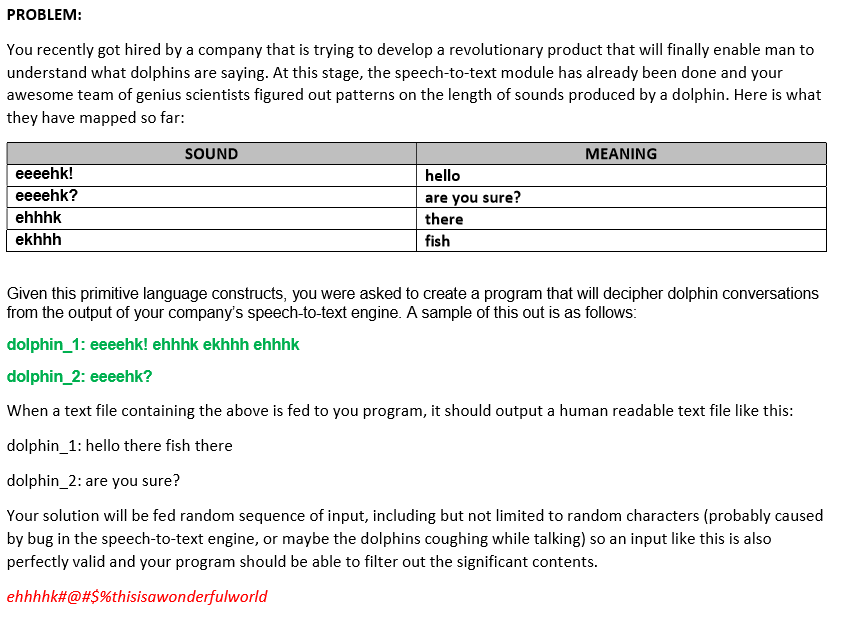 PROBLEM:
You recently got hired by a company that is trying to develop a revolutionary product that will finally enable man to
understand what dolphins are saying. At this stage, the speech-to-text module has already been done and your
awesome team of genius scientists figured out patterns on the length of sounds produced by a dolphin. Here is what
they have mapped so far:
SOUND MEANING
eeeehk! hello
eeeehk? are you sure?
ehhhk there
ekhhh fish
Given this primitive language constructs, you were asked to create a program that will decipher dolphin conversations
from the output of your company's speech-to-text engine. A sample of this out is as follows:
dolphin_1: eeeehk! ehhhk ekhhh ehhhk
dolphin_2: eeeehk?
When a text file containing the above is fed to you program, it should output a human readable text file like this:
dolphin_1: hello there fish there
dolphin_2: are you sure?
Your solution will be fed random sequence of input, including but not limited to random characters (probably caused
by bug in the speech-to-text engine, or maybe the dolphins coughing while talking) so an input like this is also
perfectly valid and your program should be able to filter out the significant contents.
ehhhhk#@#$%thisisawonderfulworld